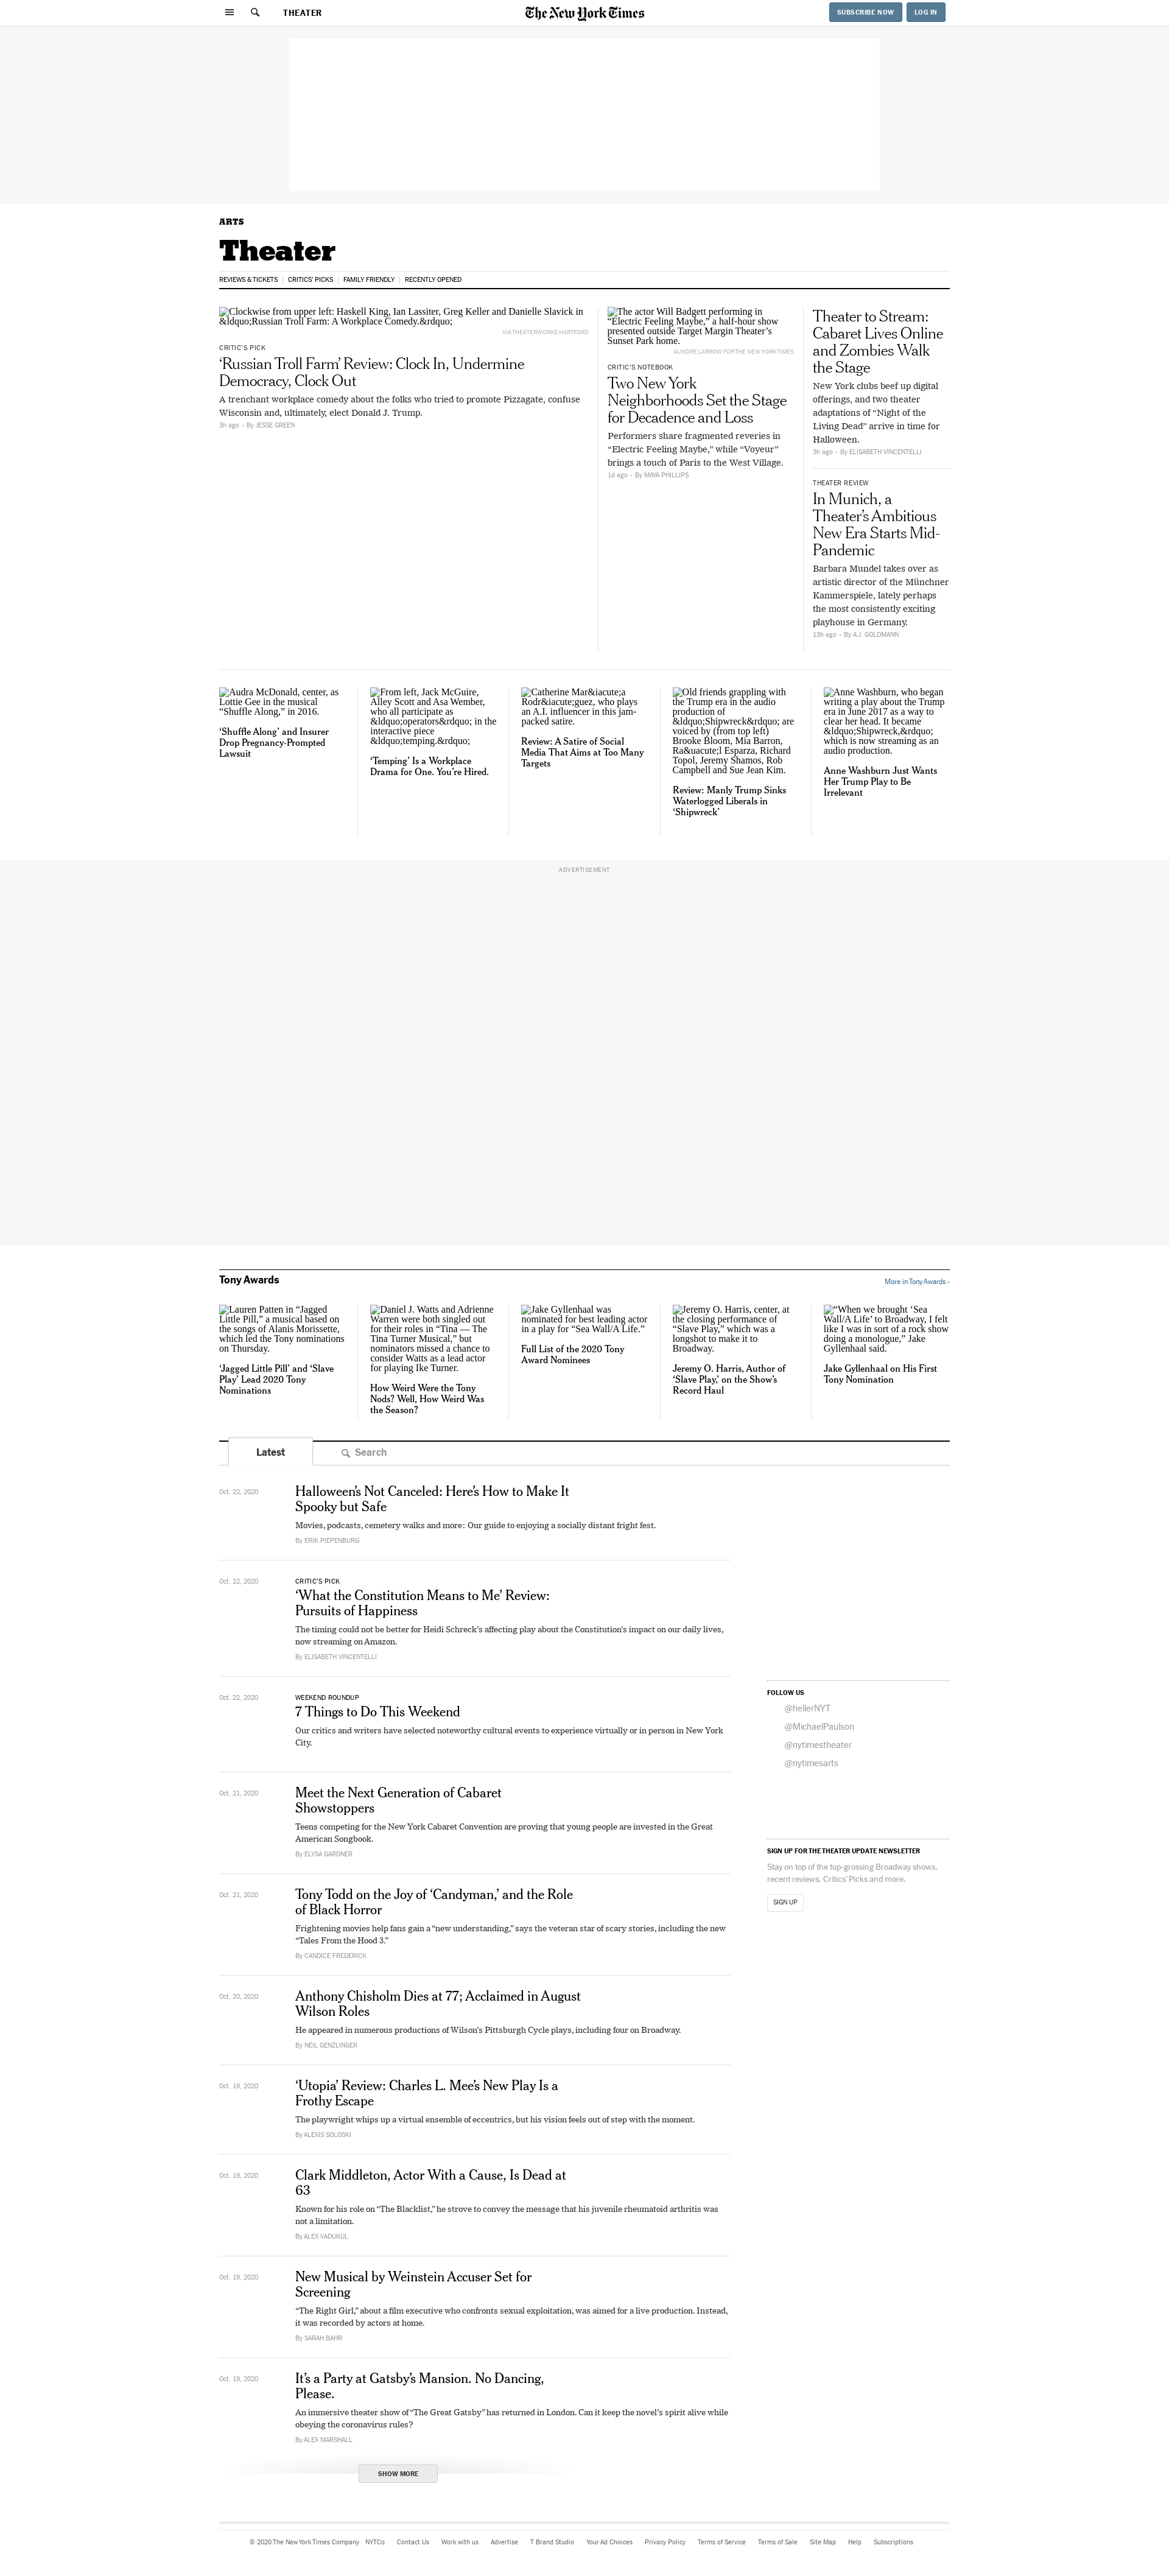 THEATER
The New York Times
SUBSCRIBE NOW
LOG IN
ARTS
Theater
REVIEWS & TICKETS
CRITICS' PICKS
FAMILY FRIENDLY
RECENTLY OPENED
Clockwise from upper left: Haskell King, Ian Lassiter, Greg Keller and Danielle Slavick in
&ldquo;Russian Troll Farm: A Workplace Comedy.&rdquo;
VIA THEATERWORKS HARTFORD
CRITIC'S PICK
‘Russian Troll Farm’ Review: Clock In, Undermine
Democracy, Clock Out
A trenchant workplace comedy about the folks who tried to promote Pizzagate, confuse
Wisconsin and, ultimately, elect Donald J. Trump.
3h ago · By JESSE GREEN
The actor Will Badgett performing in
“Electric Feeling Maybe,” a half-hour show
presented outside Target Margin Theater’s
Sunset Park home.
AUNDRE LARROW FOR THE NEW YORK TIMES
CRITIC'S NOTEBOOK
Two New York
Neighborhoods Set the Stage
for Decadence and Loss
Performers share fragmented reveries in
“Electric Feeling Maybe,” while “Voyeur”
brings a touch of Paris to the West Village.
1d ago · By MAYA PHILLIPS
Theater to Stream:
Cabaret Lives Online
and Zombies Walk
the Stage
New York clubs beef up digital
offerings, and two theater
adaptations of “Night of the
Living Dead” arrive in time for
Halloween.
3h ago · By ELISABETH VINCENTELLI
THEATER REVIEW
In Munich, a
Theater’s Ambitious
New Era Starts Mid-
Pandemic
Barbara Mundel takes over as
artistic director of the Münchner
Kammerspiele, lately perhaps
the most consistently exciting
playhouse in Germany.
13h ago · By A.J. GOLDMANN
Audra McDonald, center, as
Lottie Gee in the musical
“Shuffle Along,” in 2016.
‘Shuffle Along’ and Insurer
Drop Pregnancy-Prompted
Lawsuit
From left, Jack McGuire,
Alley Scott and Asa Wember,
who all participate as
&ldquo;operators&rdquo; in the
interactive piece
&ldquo;temping.&rdquo;
‘Temping’ Is a Workplace
Drama for One. You’re Hired.
Catherine Mar&iacute;a
Rodr&iacute;guez, who plays
an A.I. influencer in this jam-
packed satire.
Review: A Satire of Social
Media That Aims at Too Many
Targets
Old friends grappling with
the Trump era in the audio
production of
&ldquo;Shipwreck&rdquo; are
voiced by (from top left)
Brooke Bloom, Mia Barron,
Ra&uacute;l Esparza, Richard
Topol, Jeremy Shamos, Rob
Campbell and Sue Jean Kim.
Review: Manly Trump Sinks
Waterlogged Liberals in
‘Shipwreck’
Anne Washburn, who began
writing a play about the Trump
era in June 2017 as a way to
clear her head. It became
&ldquo;Shipwreck,&rdquo;
which is now streaming as an
audio production.
Anne Washburn Just Wants
Her Trump Play to Be
Irrelevant
ADVERTISEMENT
Tony Awards
More in Tony Awards ›
Lauren Patten in “Jagged
Little Pill,” a musical based on
the songs of Alanis Morissette,
which led the Tony nominations
on Thursday.
‘Jagged Little Pill’ and ‘Slave
Play’ Lead 2020 Tony
Nominations
Daniel J. Watts and Adrienne
Warren were both singled out
for their roles in “Tina — The
Tina Turner Musical,” but
nominators missed a chance to
consider Watts as a lead actor
for playing Ike Turner.
How Weird Were the Tony
Nods? Well, How Weird Was
the Season?
Jake Gyllenhaal was
nominated for best leading actor
in a play for “Sea Wall/A Life.”
Full List of the 2020 Tony
Award Nominees
Jeremy O. Harris, center, at
the closing performance of
“Slave Play,” which was a
longshot to make it to
Broadway.
Jeremy O. Harris, Author of
‘Slave Play,’ on the Show’s
Record Haul
“When we brought ‘Sea
Wall/A Life’ to Broadway, I felt
like I was in sort of a rock show
doing a monologue,” Jake
Gyllenhaal said.
Jake Gyllenhaal on His First
Tony Nomination
Latest
Search
Oct. 22, 2020
Halloween’s Not Canceled: Here’s How to Make It
Spooky but Safe
Movies, podcasts, cemetery walks and more: Our guide to enjoying a socially distant fright fest.
By ERIK PIEPENBURG
Oct. 22, 2020
CRITIC'S PICK
‘What the Constitution Means to Me’ Review:
Pursuits of Happiness
The timing could not be better for Heidi Schreck’s affecting play about the Constitution’s impact on our daily lives,
now streaming on Amazon.
By ELISABETH VINCENTELLI
Oct. 22, 2020
WEEKEND ROUNDUP
7 Things to Do This Weekend
Our critics and writers have selected noteworthy cultural events to experience virtually or in person in New York
City.
Oct. 21, 2020
Meet the Next Generation of Cabaret
Showstoppers
Teens competing for the New York Cabaret Convention are proving that young people are invested in the Great
American Songbook.
By ELYSA GARDNER
Oct. 21, 2020
Tony Todd on the Joy of ‘Candyman,’ and the Role
of Black Horror
Frightening movies help fans gain a “new understanding,” says the veteran star of scary stories, including the new
“Tales From the Hood 3.”
By CANDICE FREDERICK
Oct. 20, 2020
Anthony Chisholm Dies at 77; Acclaimed in August
Wilson Roles
He appeared in numerous productions of Wilson’s Pittsburgh Cycle plays, including four on Broadway.
By NEIL GENZLINGER
Oct. 19, 2020
‘Utopia’ Review: Charles L. Mee’s New Play Is a
Frothy Escape
The playwright whips up a virtual ensemble of eccentrics, but his vision feels out of step with the moment.
By ALEXIS SOLOSKI
Oct. 19, 2020
Clark Middleton, Actor With a Cause, Is Dead at
63
Known for his role on “The Blacklist,” he strove to convey the message that his juvenile rheumatoid arthritis was
not a limitation.
By ALEX VADUKUL
Oct. 19, 2020
New Musical by Weinstein Accuser Set for
Screening
“The Right Girl,” about a film executive who confronts sexual exploitation, was aimed for a live production. Instead,
it was recorded by actors at home.
By SARAH BAHR
Oct. 19, 2020
It’s a Party at Gatsby’s Mansion. No Dancing,
Please.
An immersive theater show of “The Great Gatsby” has returned in London. Can it keep the novel’s spirit alive while
obeying the coronavirus rules?
By ALEX MARSHALL
SHOW MORE
FOLLOW US
@hellerNYT
@MichaelPaulson
@nytimestheater
@nytimesarts
SIGN UP FOR THE THEATER UPDATE NEWSLETTER
Stay on top of the top-grossing Broadway shows,
recent reviews, Critics’ Picks and more.
SIGN UP
© 2020 The New York Times Company
NYTCo
Contact Us
Work with us
Advertise
T Brand Studio
Your Ad Choices
Privacy Policy
Terms of Service
Terms of Sale
Site Map
Help
Subscriptions